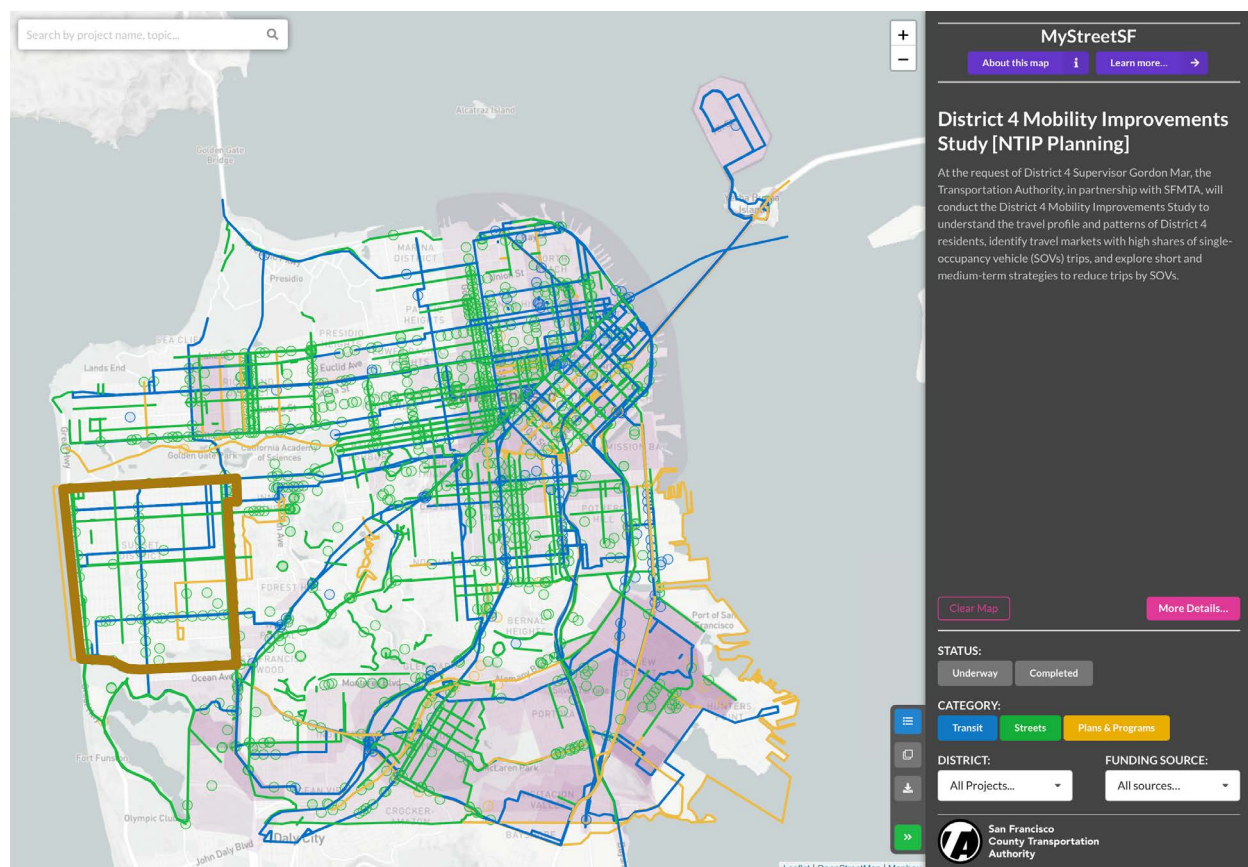 Search by project name, topic...
+
−
MyStreetSF
About this map i
Learn more... →
District 4 Mobility Improvements
Study [NTIP Planning]
At the request of District 4 Supervisor Gordon Mar, the
Transportation Authority, in partnership with SFMTA, will
conduct the District 4 Mobility Improvements Study to
understand the travel profile and patterns of District 4
residents, identify travel markets with high shares of single-
occupancy vehicle (SOVs) trips, and explore short and
medium-term strategies to reduce trips by SOVs.
Clear Map
More Details...
STATUS:
Underway
Completed
CATEGORY:
Transit
Streets
Plans & Programs
DISTRICT:
FUNDING SOURCE:
All Projects...
All sources...
San Francisco
County Transportation
Authority
Alcatraz Island
Golden Gate
Bridge
MARINA
DISTRICT
Presidio
PRESIDIO
Lands End
Euclid Ave
California Academy
of Sciences
Golden Gate Park
MISSION BAY
FOREST
Port of San
Francisco
BERNAL
HEIGHTS
Ocean Ave
Monterey Blvd
Fort Funston
McLaren Park
HUNTERS
POINT
CROCKER-
AMAZON
Olympic Club
Daly City
John Daly Blvd